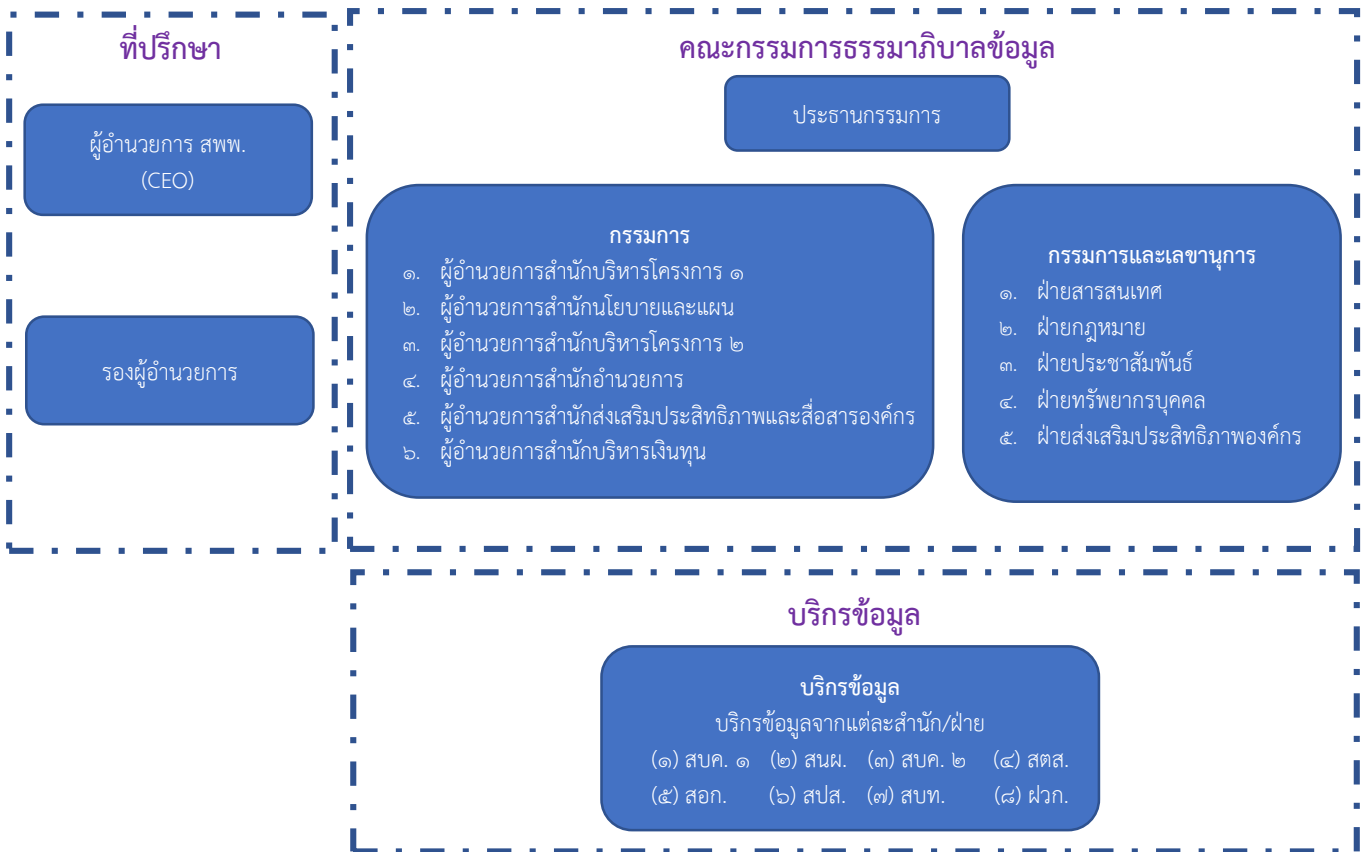 ที่ปรึกษา
ผู้อำนวยการ สพพ.
(CEO)
รองผู้อำนวยการ
คณะกรรมการธรรมาภิบาลข้อมูล
ประธานกรรมการ
กรรมการ
๑. ผู้อำนวยการสำนักบริหารโครงการ ๑
๒. ผู้อำนวยการสำนักนโยบายและแผน
๓. ผู้อำนวยการสำนักบริหารโครงการ ๒
๔. ผู้อำนวยการสำนักอำนวยการ
๕. ผู้อำนวยการสำนักส่งเสริมประสิทธิภาพและสื่อสารองค์กร
๖. ผู้อำนวยการสำนักบริหารเงินทุน
กรรมการและเลขานุการ
๑. ฝ่ายสารสนเทศ
๒. ฝ่ายกฎหมาย
๓. ฝ่ายประชาสัมพันธ์
๔. ฝ่ายทรัพยากรบุคคล
๕. ฝ่ายส่งเสริมประสิทธิภาพองค์กร
บริกรข้อมูล
บริกรข้อมูล
บริกรข้อมูลจากแต่ละสำนัก/ฝ่าย
(๑) สบค. ๑ (๒) สนผ. (๓) สบค. ๒ (๔) สตส.
(๕) สอก. (๖) สปส. (๗) สบท. (๘) ฝวก.